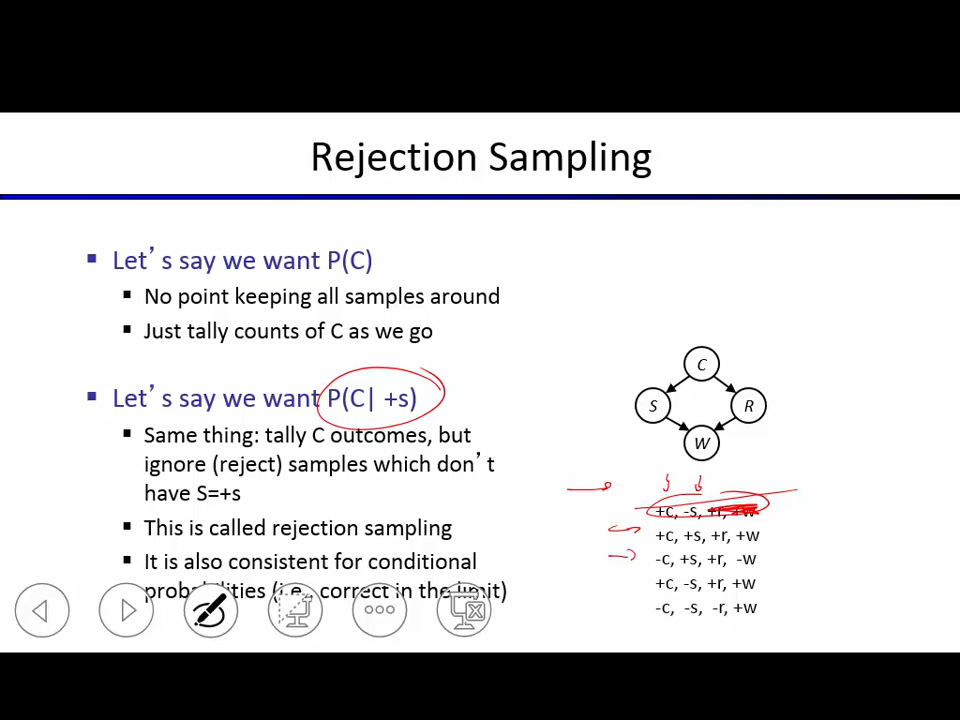 Rejection Sampling
Let's say we want P(C)
No point keeping all samples around
Just tally counts of C as we go
Let's say we want P(C| +s)
Same thing: tally C outcomes, but
ignore (reject) samples which don't
have S=+s
This is called rejection sampling
It is also consistent for conditional
probabilities (i.e., correct in the limit)
C
S
R
W
+c, -s, +r, +w
+c, +s, +r, +w
-c, +s, +r, -w
+c, -s, +r, +w
-c, -s, -r, +w